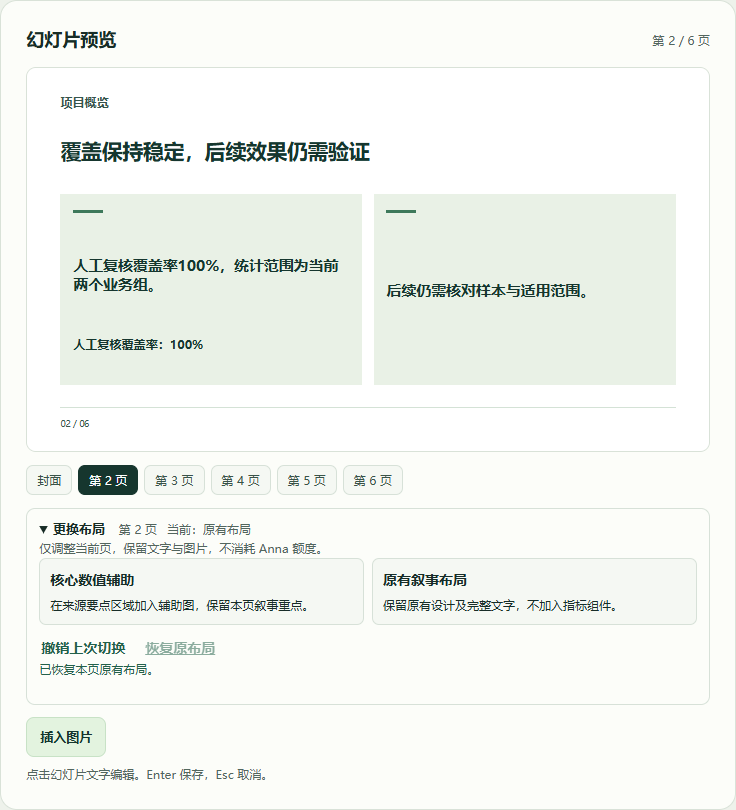 幻灯片预览
第 2 / 6 页
项目概览
覆盖保持稳定，后续效果仍需验证
人工复核覆盖率100%，统计范围为当前
两个业务组。
人工复核覆盖率：100%
后续仍需核对样本与适用范围。
02 / 06
封面
第 2 页
第 3 页
第 4 页
第 5 页
第 6 页
▼ 更换布局 第 2 页 当前：原有布局
仅调整当前页，保留文字与图片，不消耗 Anna 额度。
核心数值辅助
在来源要点区域加入辅助图，保留本页叙事重点。
原有叙事布局
保留原有设计及完整文字，不加入指标组件。
撤销上次切换 恢复原布局
已恢复本页原有布局。
插入图片
点击幻灯片文字编辑。Enter 保存，Esc 取消。